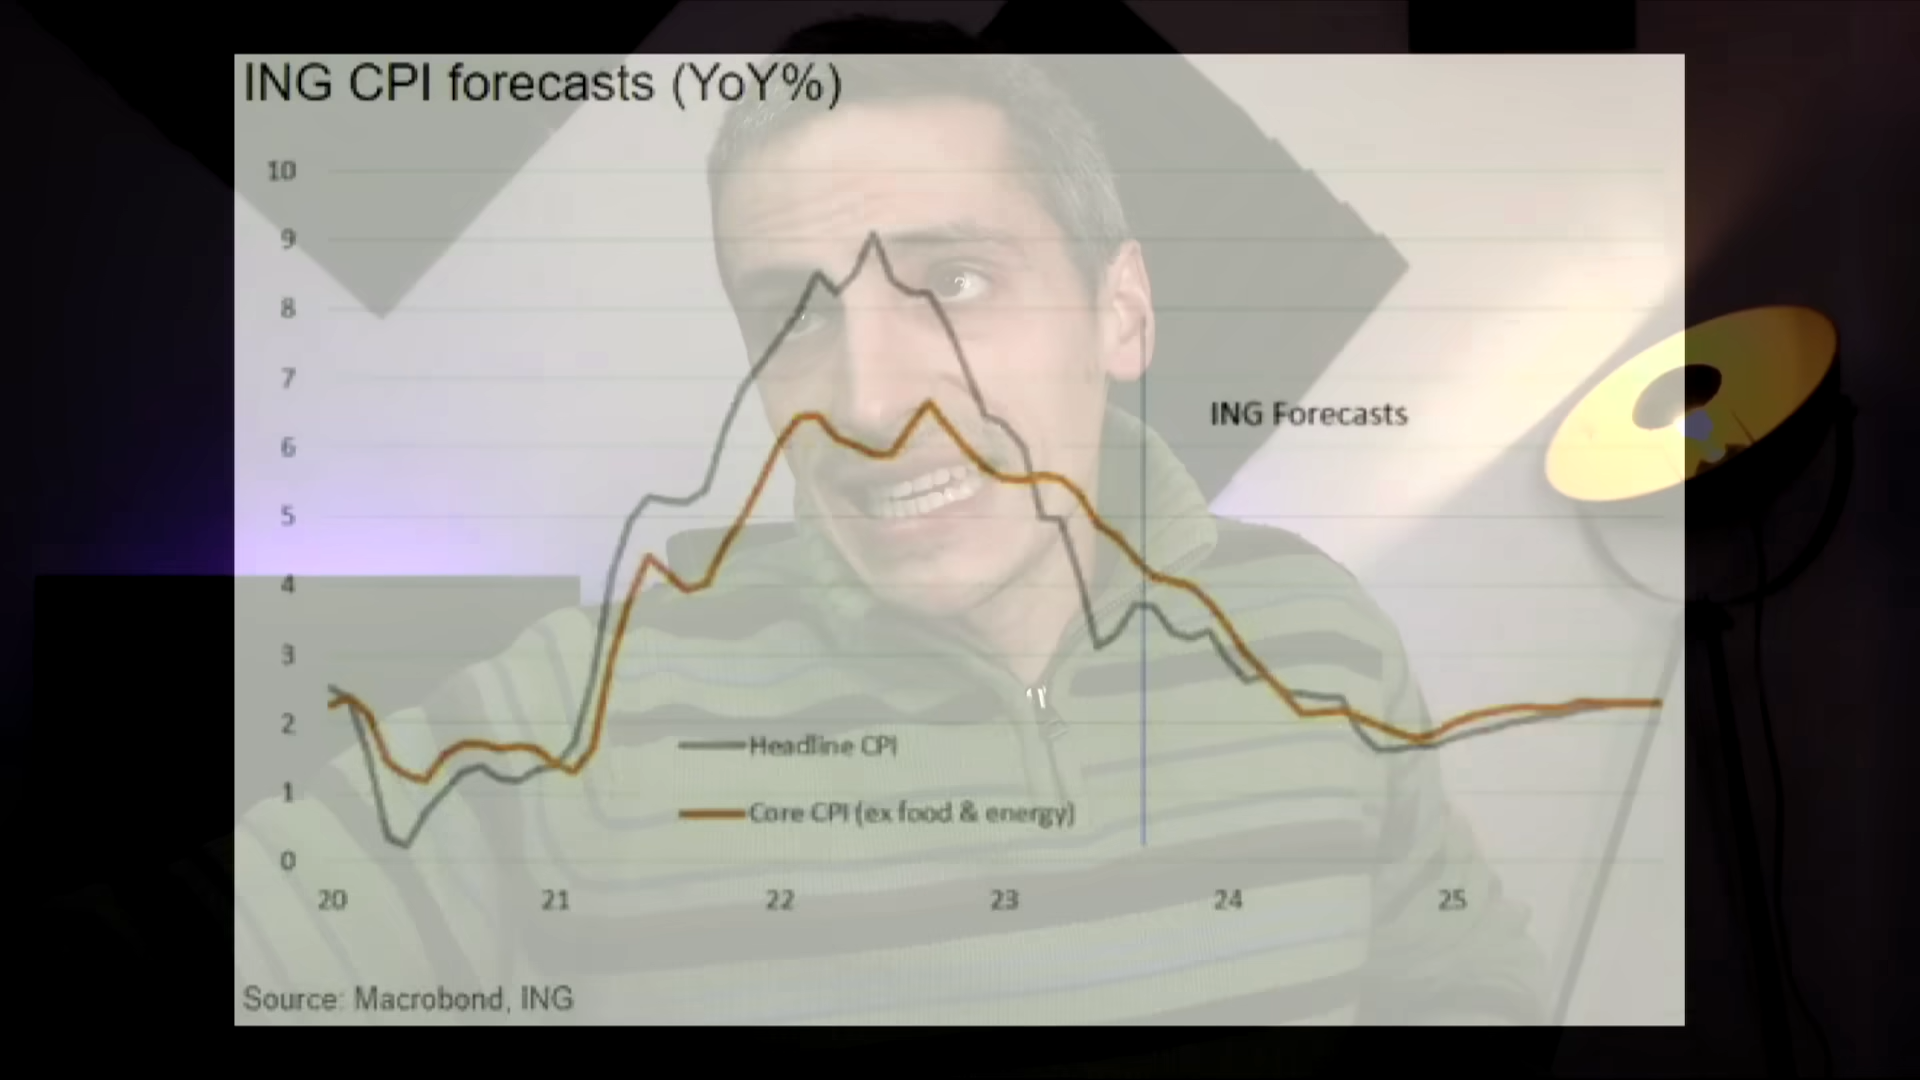 ING CPI forecasts (YoY%)
10
9
8
7
6
5
4
3
2
1
0
ING Forecasts
Headline CPI
Core CPI (ex food & energy)
20 21 22 23 24 25
Source: Macrobond, ING